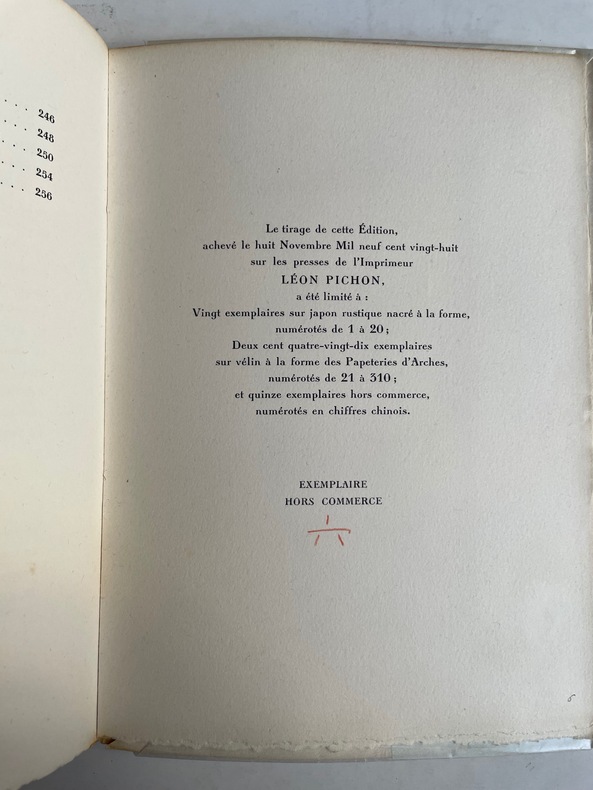 . . . 246
. . . 248
. . . 250
. . . 254
. . . 256
Le tirage de cette Édition,
achevé le huit Novembre Mil neuf cent vingt-huit
sur les presses de l'Imprimeur
LÉON PICHON,
a été limité à :
Vingt exemplaires sur japon rustique nacré à la forme,
numérotés de 1 à 20 ;
Deux cent quatre-vingt-dix exemplaires
sur vélin à la forme des Papeteries d'Arches,
numérotés de 21 à 310 ;
et quinze exemplaires hors commerce,
numérotés en chiffres chinois.
EXEMPLAIRE
HORS COMMERCE
六